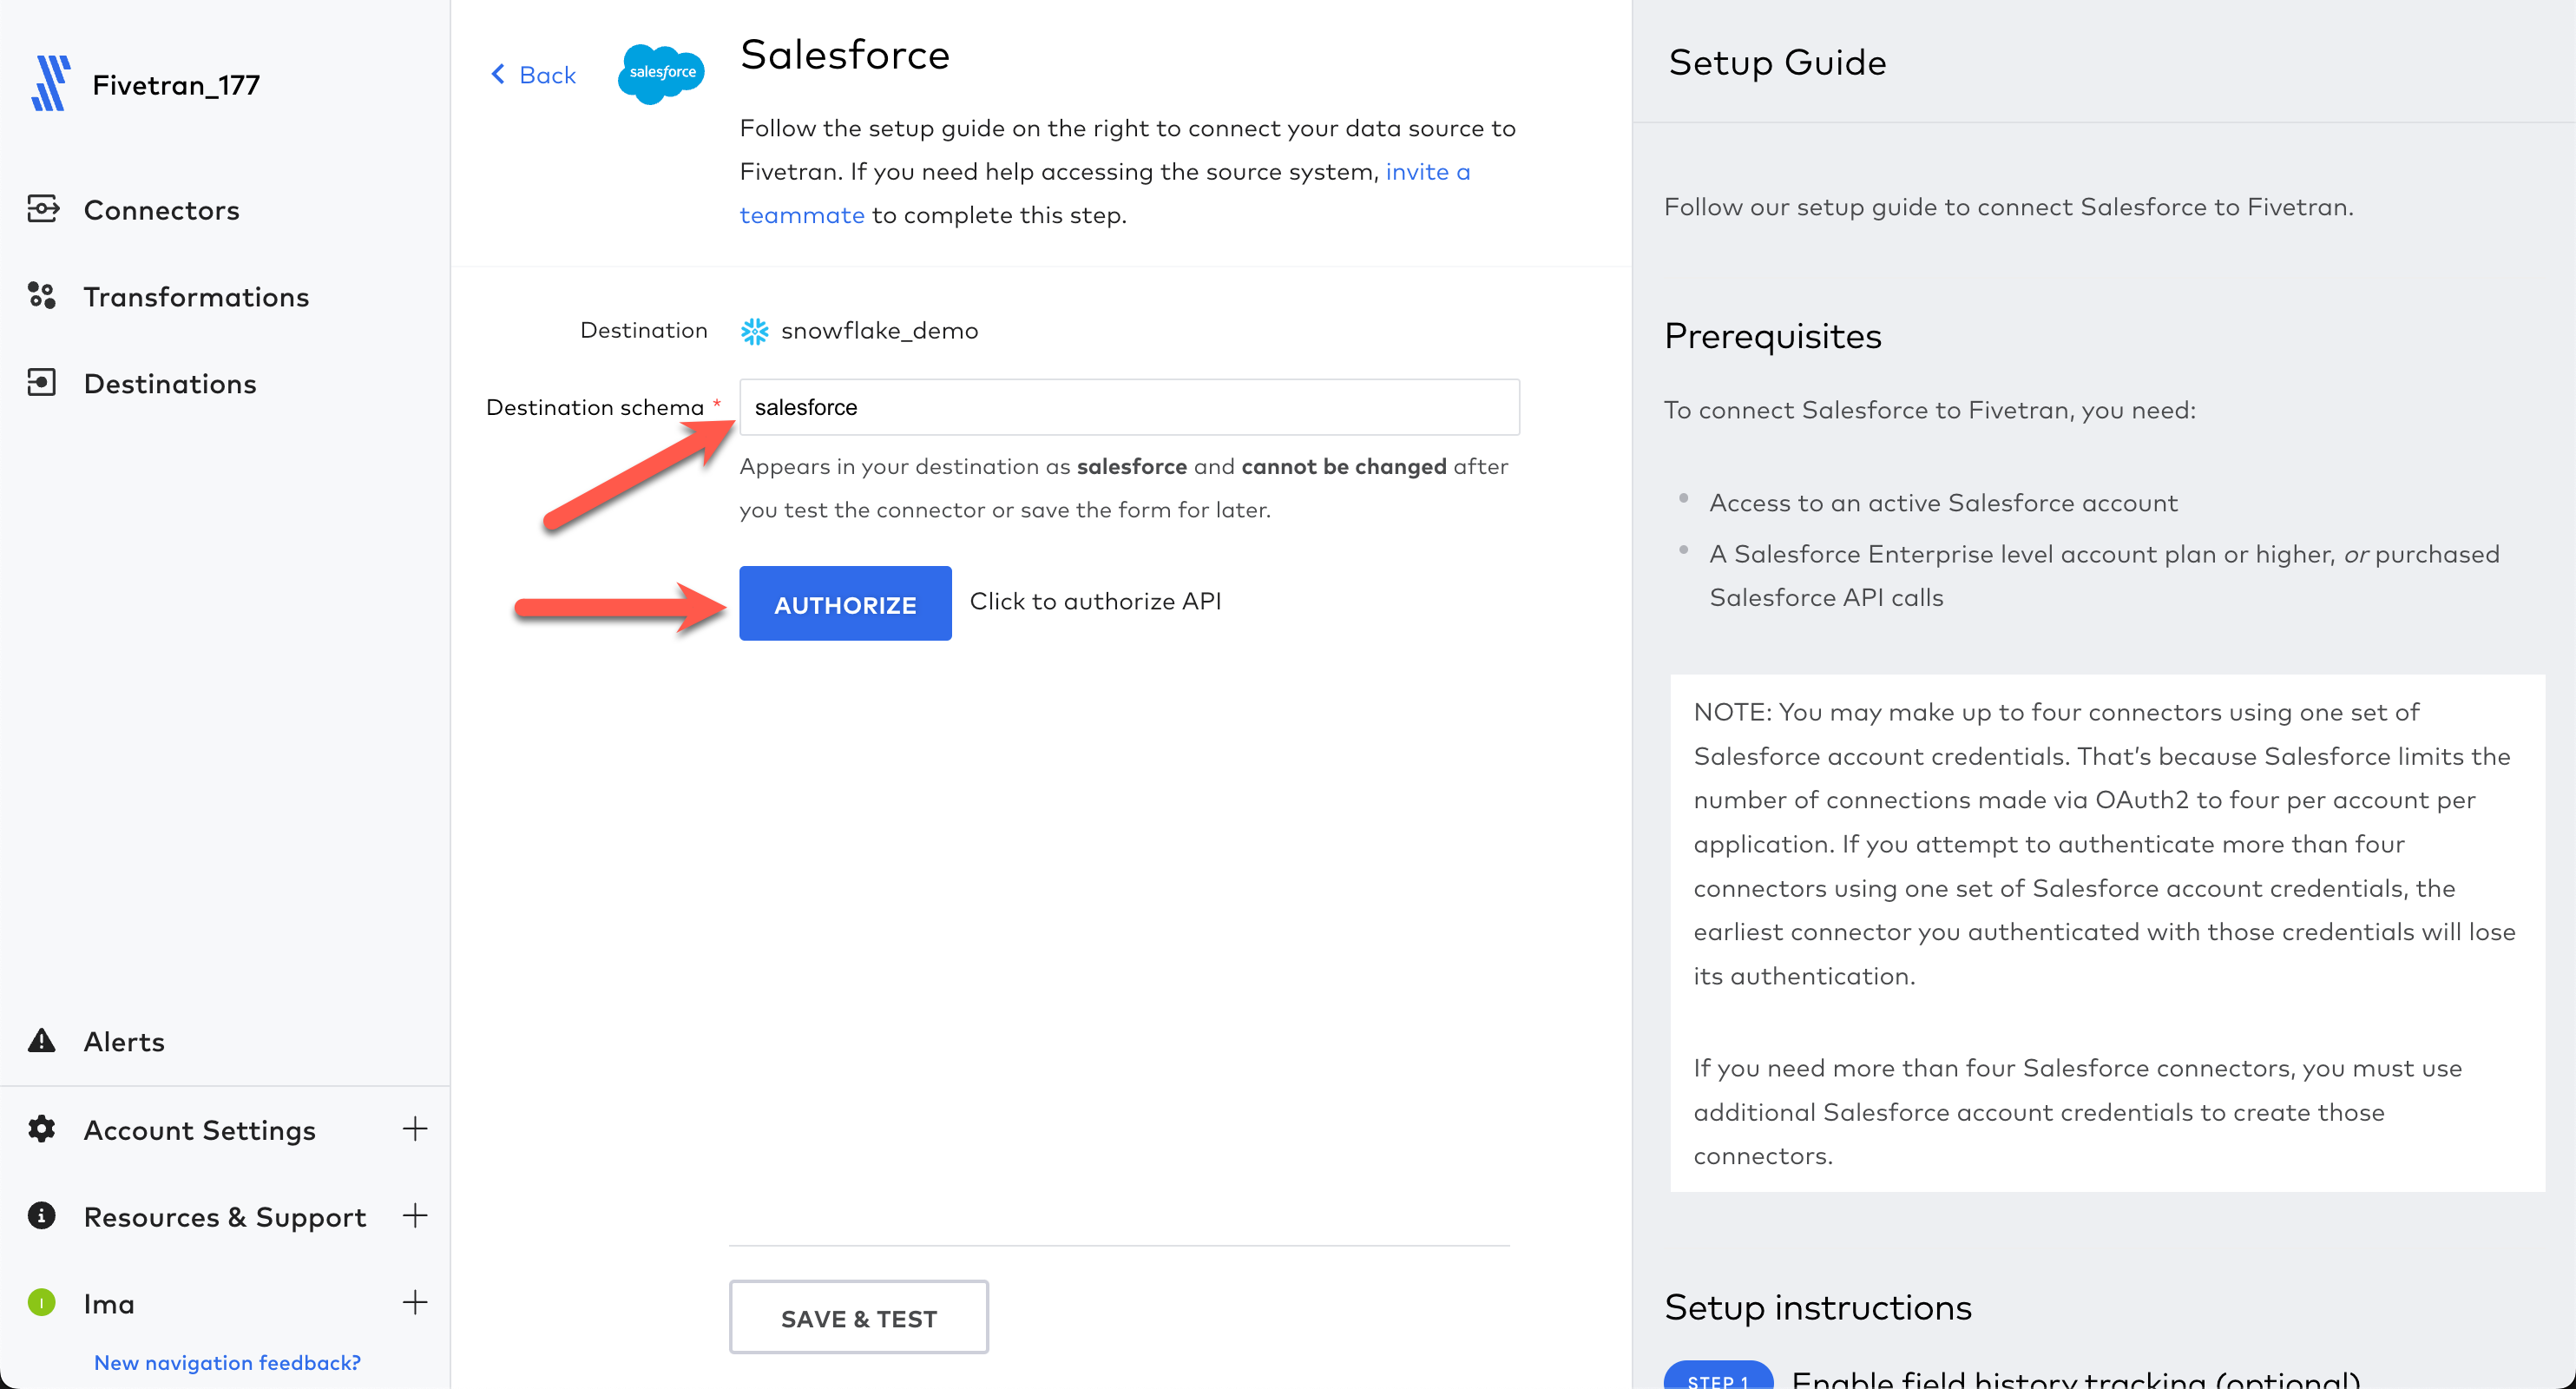 Fivetran_177
Connectors
Transformations
Destinations
Alerts
Account Settings
Resources & Support
I
Ima
New navigation feedback?
Back
salesforce
Salesforce
Follow the setup guide on the right to connect your data source to
Fivetran. If you need help accessing the source system, invite a
teammate to complete this step.
Destination
snowflake_demo
Destination schema *
salesforce
Appears in your destination as salesforce and cannot be changed after
you test the connector or save the form for later.
AUTHORIZE
Click to authorize API
SAVE & TEST
Setup Guide
Follow our setup guide to connect Salesforce to Fivetran.
Prerequisites
To connect Salesforce to Fivetran, you need:
Access to an active Salesforce account
A Salesforce Enterprise level account plan or higher, or purchased
Salesforce API calls
NOTE: You may make up to four connectors using one set of
Salesforce account credentials. That’s because Salesforce limits the
number of connections made via OAuth2 to four per account per
application. If you attempt to authenticate more than four
connectors using one set of Salesforce account credentials, the
earliest connector you authenticated with those credentials will lose
its authentication.
If you need more than four Salesforce connectors, you must use
additional Salesforce account credentials to create those
connectors.
Setup instructions
STEP 1
Enable field history tracking (optional)